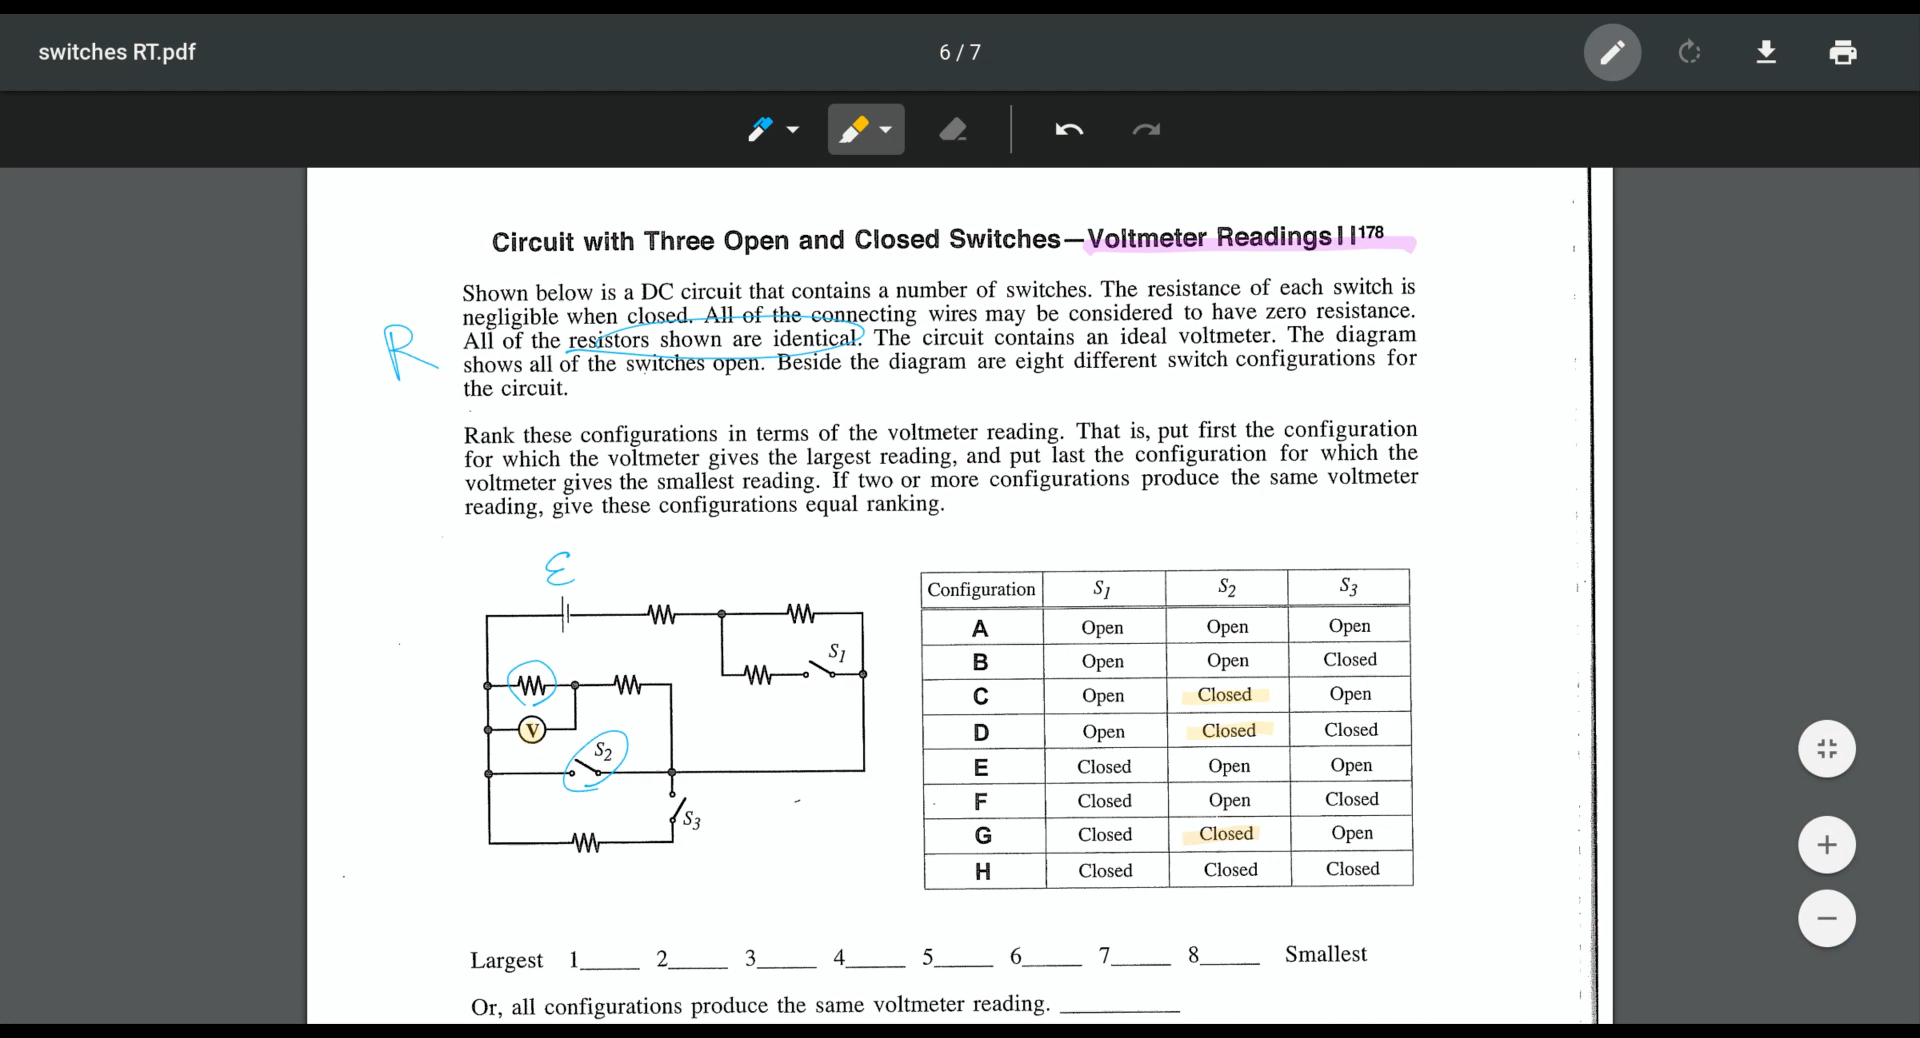 switches RT.pdf
6 / 7
Circuit with Three Open and Closed Switches—Voltmeter Readings II178
Shown below is a DC circuit that contains a number of switches. The resistance of each switch is
negligible when closed. All of the connecting wires may be considered to have zero resistance.
R All of the resistors shown are identical. The circuit contains an ideal voltmeter. The diagram
shows all of the switches open. Beside the diagram are eight different switch configurations for
the circuit.
Rank these configurations in terms of the voltmeter reading. That is, put first the configuration
for which the voltmeter gives the largest reading, and put last the configuration for which the
voltmeter gives the smallest reading. If two or more configurations produce the same voltmeter
reading, give these configurations equal ranking.
ℰ
S1
V
S2
S3
Configuration S1 S2 S3
A Open Open Open
B Open Open Closed
C Open Closed Open
D Open Closed Closed
E Closed Open Open
F Closed Open Closed
G Closed Closed Open
H Closed Closed Closed
Largest 1_____ 2_____ 3_____ 4_____ 5_____ 6_____ 7_____ 8_____ Smallest
Or, all configurations produce the same voltmeter reading. __________